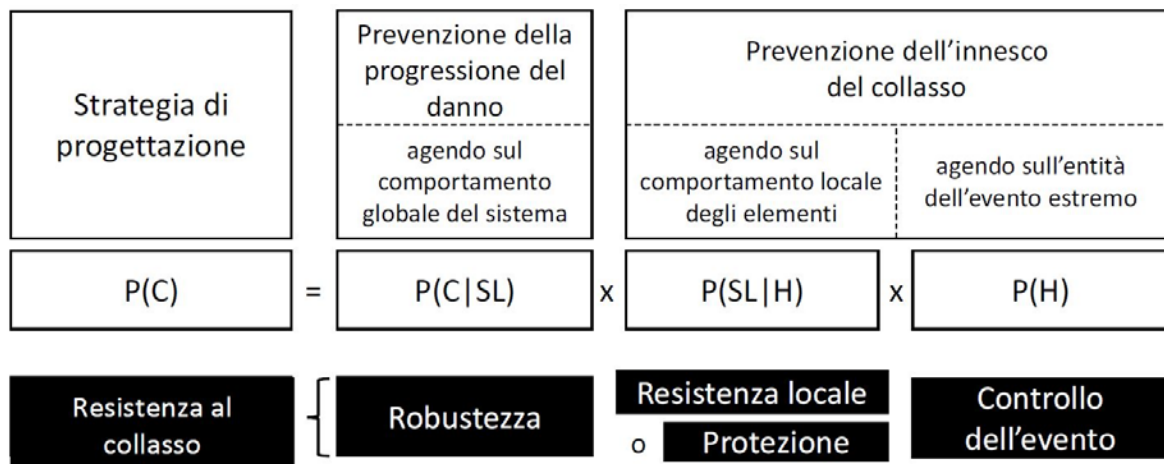 Strategia di
progettazione
Prevenzione della
progressione del
danno
agendo sul
comportamento
globale del sistema
Prevenzione dell'innesco
del collasso
agendo sul
comportamento locale
degli elementi
agendo sull'entità
dell'evento estremo
P(C) = P(C|SL) x P(SL|H) x P(H)
Resistenza al
collasso
Robustezza
Resistenza locale
o Protezione
Controllo
dell'evento